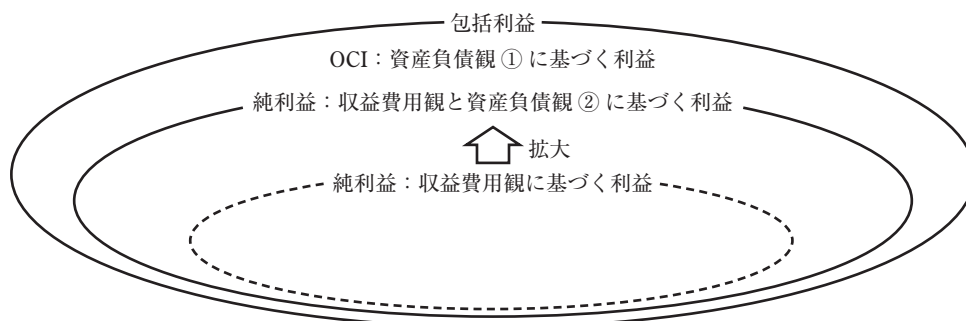 包括利益
OCI：資産負債観 ① に基づく利益
純利益：収益費用観と資産負債観 ② に基づく利益
拡大
純利益：収益費用観に基づく利益